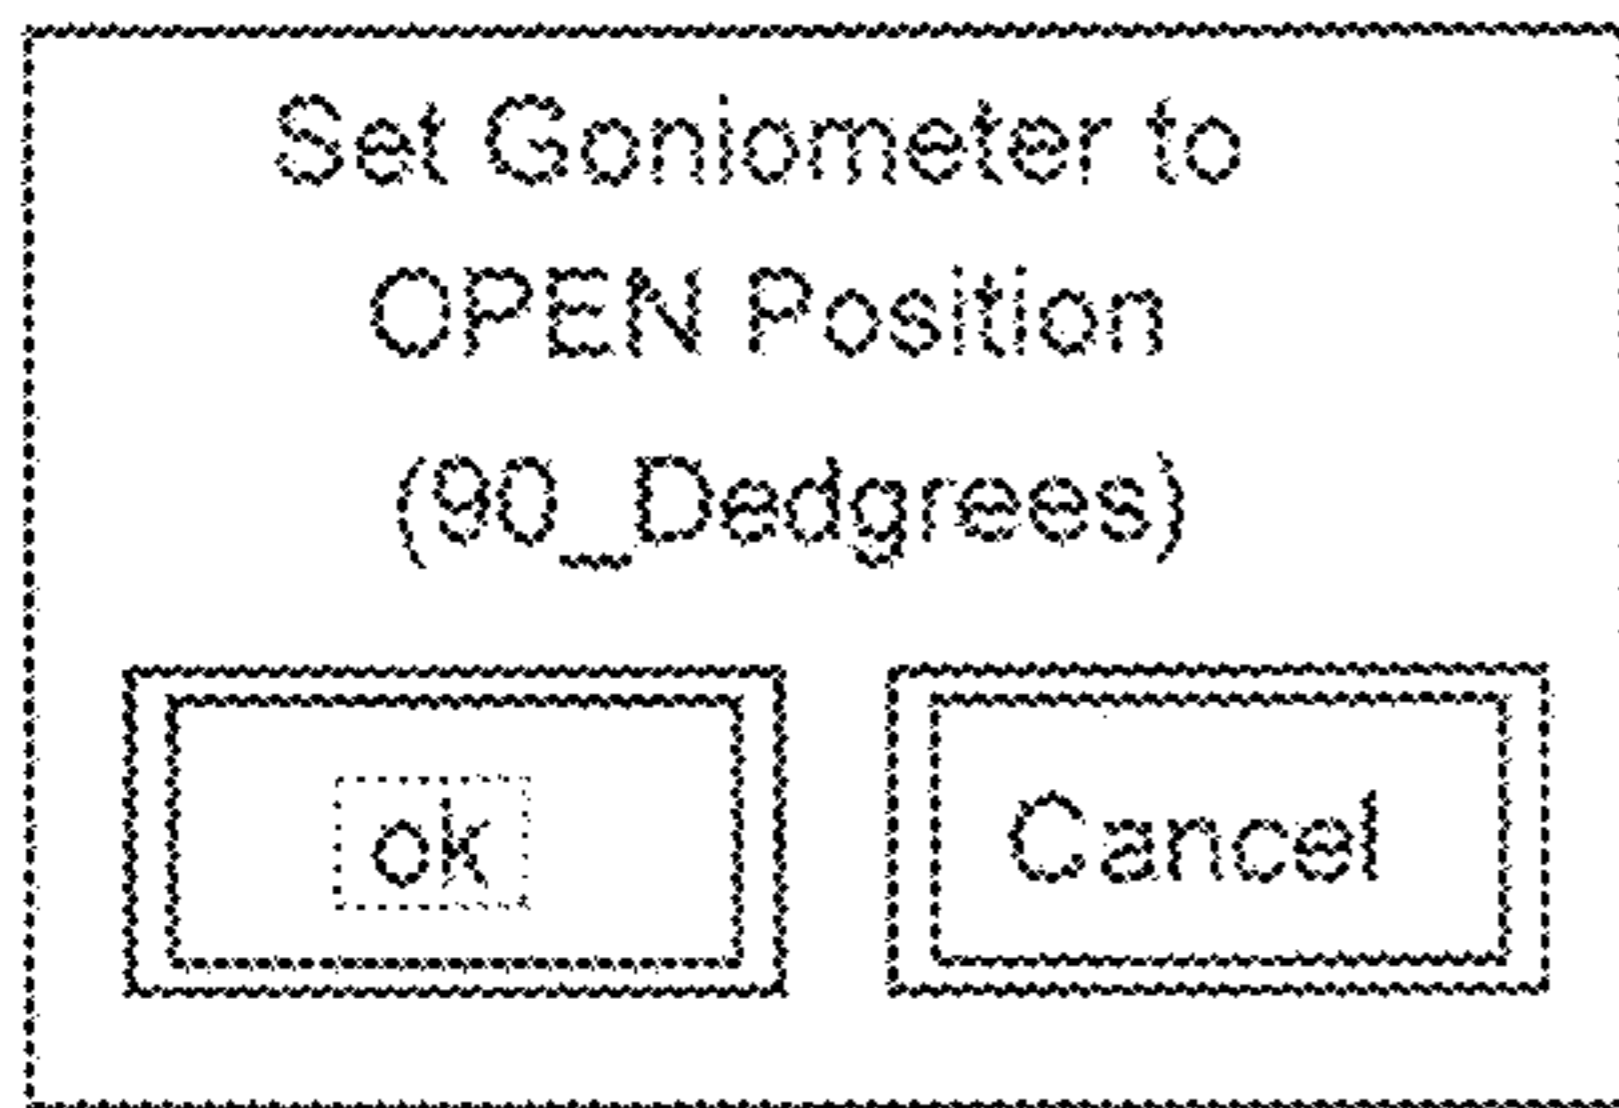 Set Goniometer to
OPEN Position
(90_Dedgrees)
ok
Cancel